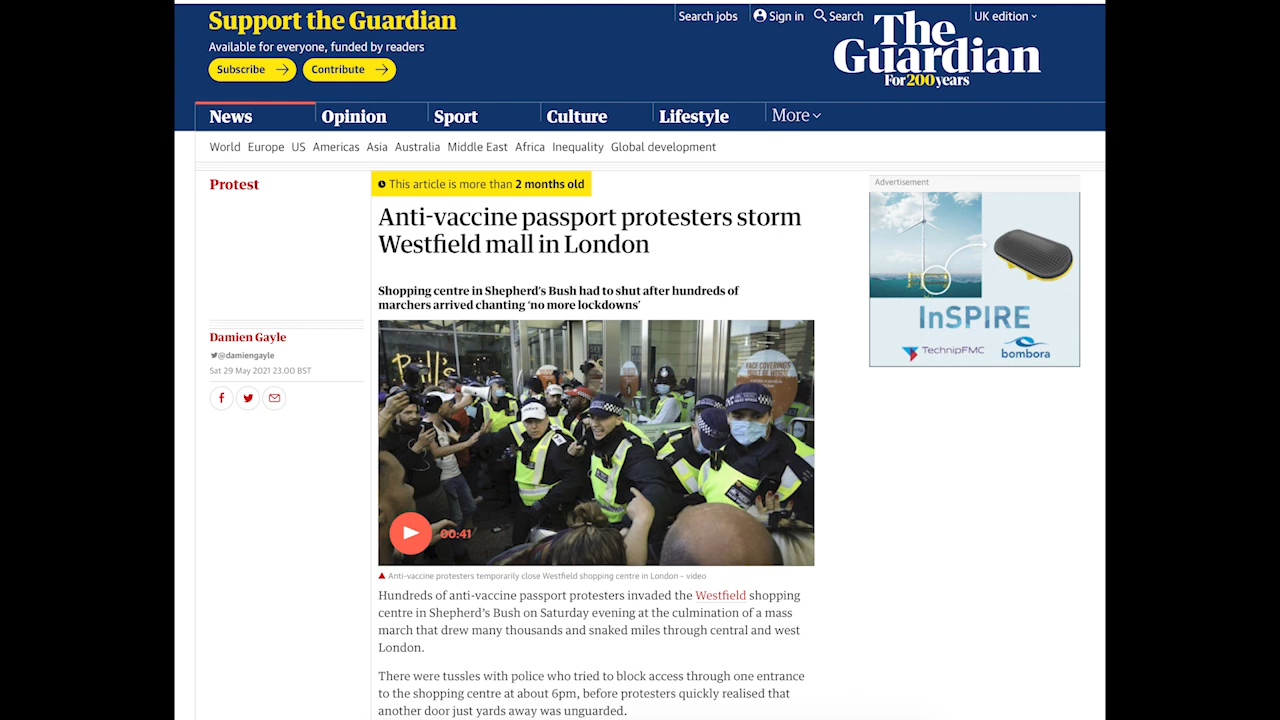 Support the Guardian
Available for everyone, funded by readers
Subscribe
Contribute
Search jobs
Sign in
Search
UK edition
The
Guardian
For 200 years
News
Opinion
Sport
Culture
Lifestyle
More
World Europe US Americas Asia Australia Middle East Africa Inequality Global development
Protest
This article is more than 2 months old
Anti-vaccine passport protesters storm
Westfield mall in London
Shopping centre in Shepherd's Bush had to shut after hundreds of
marchers arrived chanting 'no more lockdowns'
Damien Gayle
@damiengayle
Sat 29 May 2021 23.00 BST
FACE COVERINGS
00:41
Anti-vaccine protesters temporarily close Westfield shopping centre in London – video
Hundreds of anti-vaccine passport protesters invaded the Westfield shopping
centre in Shepherd's Bush on Saturday evening at the culmination of a mass
march that drew many thousands and snaked miles through central and west
London.
There were tussles with police who tried to block access through one entrance
to the shopping centre at about 6pm, before protesters quickly realised that
another door just yards away was unguarded.
Advertisement
InSPIRE
TechnipFMC
bombora